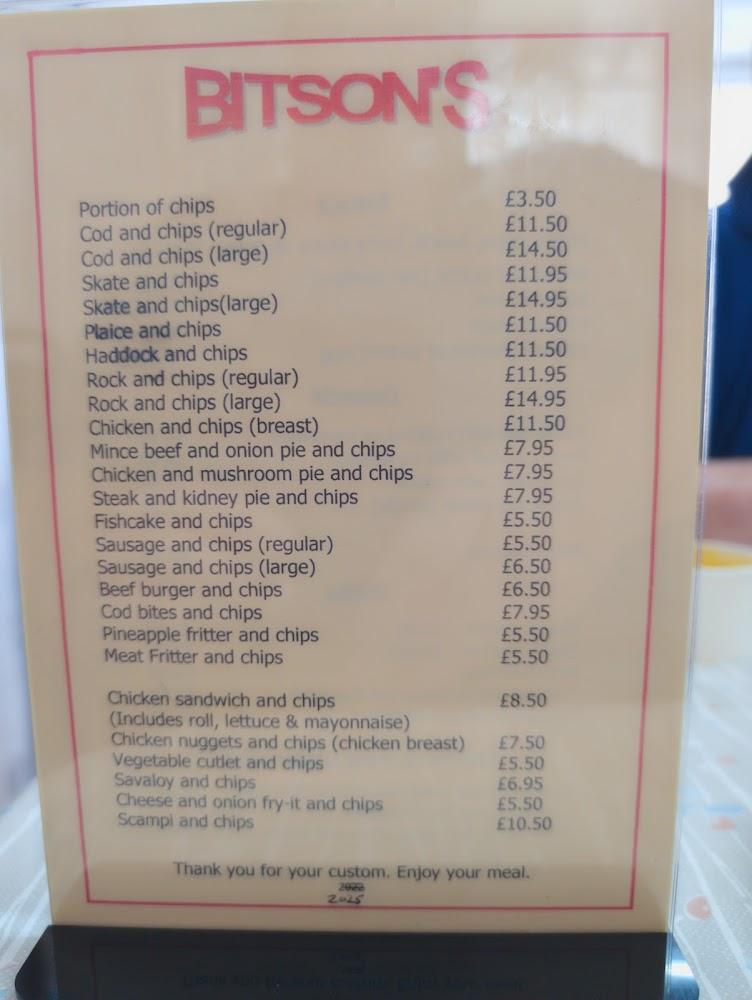 BITSON'S
Portion of chips £3.50
Cod and chips (regular) £11.50
Cod and chips (large) £14.50
Skate and chips £11.95
Skate and chips(large) £14.95
Plaice and chips £11.50
Haddock and chips £11.50
Rock and chips (regular) £11.95
Rock and chips (large) £14.95
Chicken and chips (breast) £11.50
Mince beef and onion pie and chips £7.95
Chicken and mushroom pie and chips £7.95
Steak and kidney pie and chips £7.95
Fishcake and chips £5.50
Sausage and chips (regular) £5.50
Sausage and chips (large) £6.50
Beef burger and chips £6.50
Cod bites and chips £7.95
Pineapple fritter and chips £5.50
Meat Fritter and chips £5.50
Chicken sandwich and chips £8.50
(Includes roll, lettuce & mayonnaise)
Chicken nuggets and chips (chicken breast) £7.50
Vegetable cutlet and chips £5.50
Savaloy and chips £6.95
Cheese and onion fry-it and chips £5.50
Scampi and chips £10.50
Thank you for your custom. Enjoy your meal.
2022
2025